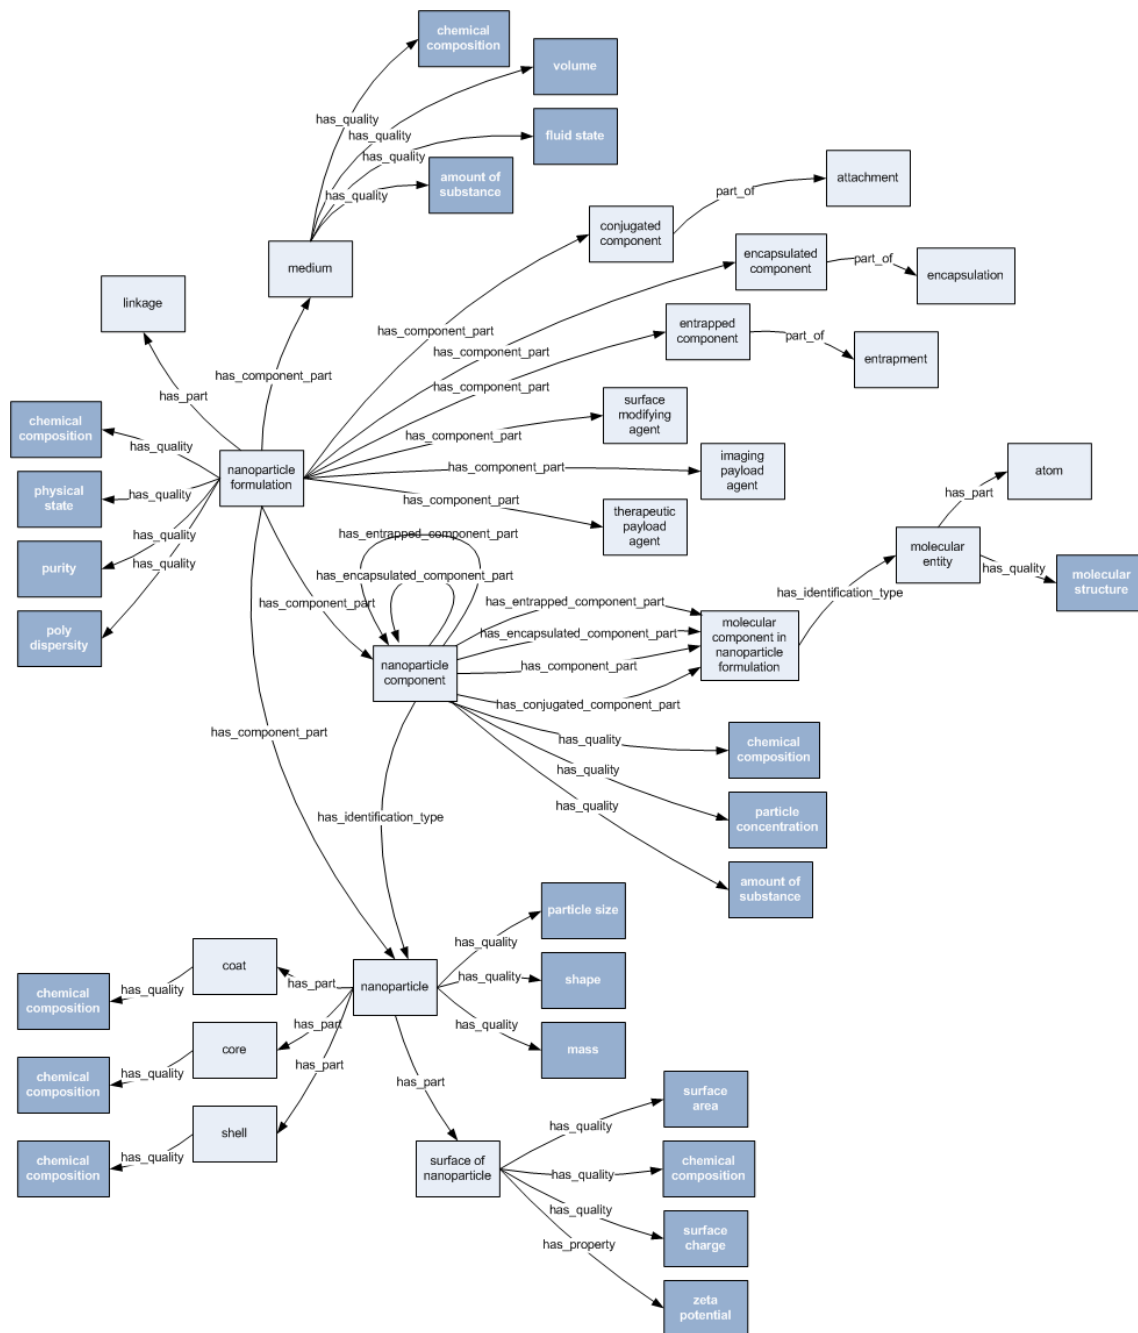 chemical
composition
volume
has_quality
has_quality
fluid state
has_quality
amount of
substance
has_quality
attachment
part_of
conjugated
component
medium
encapsulated
component
part_of
encapsulation
linkage
has_component_part
entrapped
component
part_of
entrapment
has_component_part
has_component_part
has_component_part
has_part
surface
modifying
agent
chemical
composition
has_quality
has_component_part
nanoparticle
formulation
has_component_part
imaging
payload
agent
atom
physical
state
has_quality
has_part
has_component_part
therapeutic
payload
agent
has_quality
has_entrapped_component_part
molecular
entity
purity
has_quality
has_quality
molecular
structure
has_encapsulated_component_part
has_identification_type
has_component_part
has_entrapped_component_part
molecular
component in
nanoparticle
formulation
poly
dispersity
has_encapsulated_component_part
nanoparticle
component
has_component_part
has_conjugated_component_part
has_component_part
has_quality
chemical
composition
has_quality
has_quality
particle
concentration
has_identification_type
amount of
substance
particle size
has_quality
coat
has_quality
shape
chemical
composition
has_quality
has_part
nanoparticle
has_part
has_quality
mass
core
has_part
chemical
composition
has_quality
has_part
surface
area
shell
has_quality
chemical
composition
has_quality
surface of
nanoparticle
has_quality
chemical
composition
has_quality
surface
charge
has_property
zeta
potential